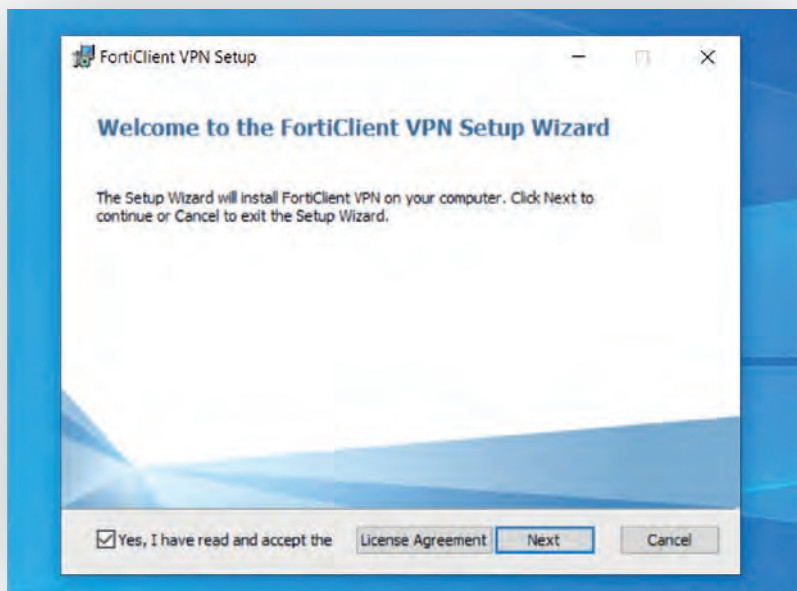 FortiClient VPN Setup
Welcome to the FortiClient VPN Setup Wizard
The Setup Wizard will install FortiClient VPN on your computer. Click Next to
continue or Cancel to exit the Setup Wizard.
Yes, I have read and accept the License Agreement Next Cancel